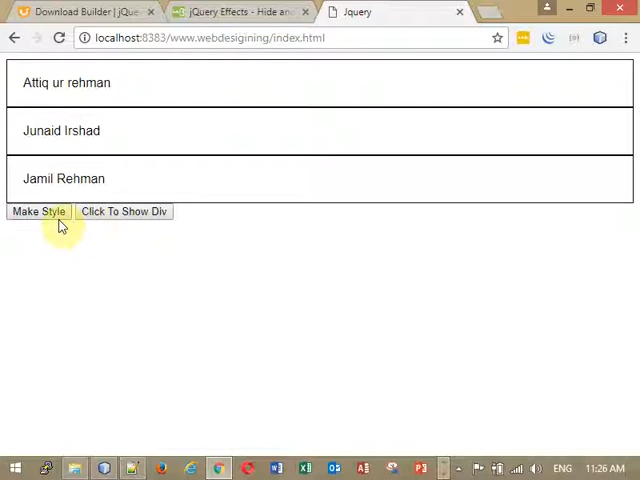 Download Builder | jQue
jQuery Effects - Hide and
Jquery
localhost:8383/www.webdesigining/index.html
Attiq ur rehman
Junaid Irshad
Jamil Rehman
Make Style
Click To Show Div
ENG
11:26 AM